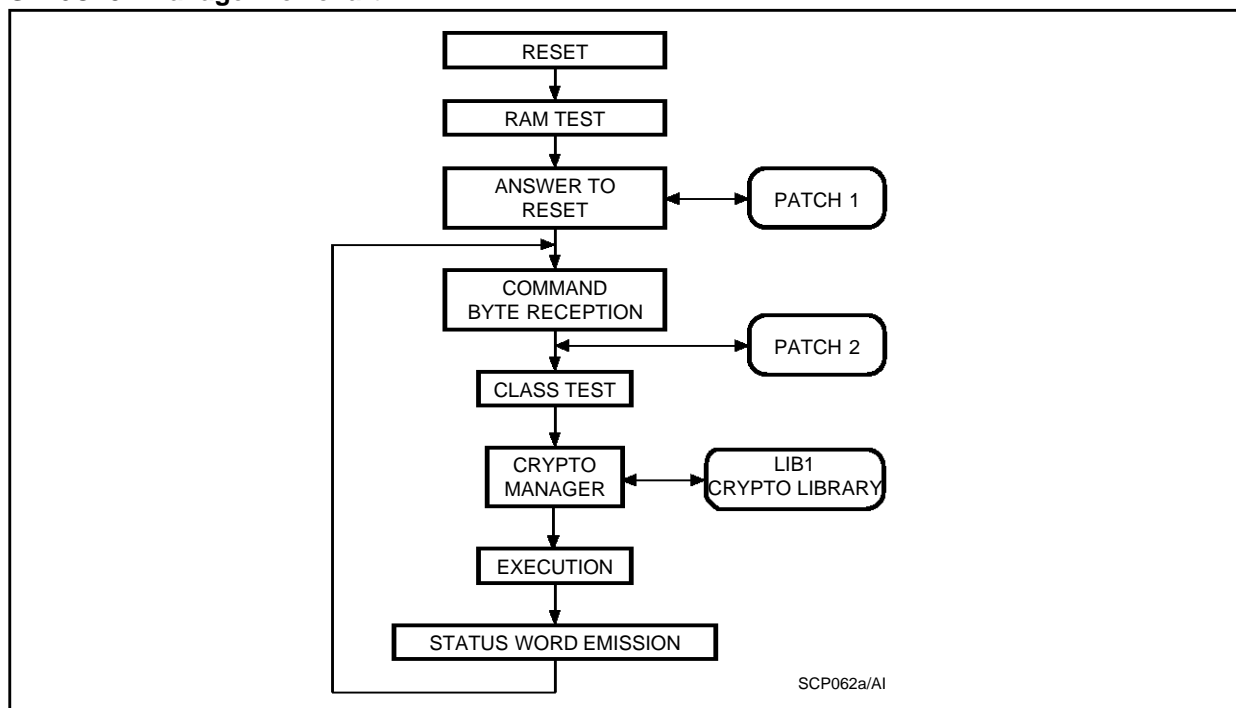 RESET
RAM TEST
ANSWER TO
RESET
PATCH 1
COMMAND
BYTE RECEPTION
PATCH 2
CLASS TEST
CRYPTO
MANAGER
LIB1
CRYPTO LIBRARY
EXECUTION
STATUS WORD EMISSION
SCP062a/AI